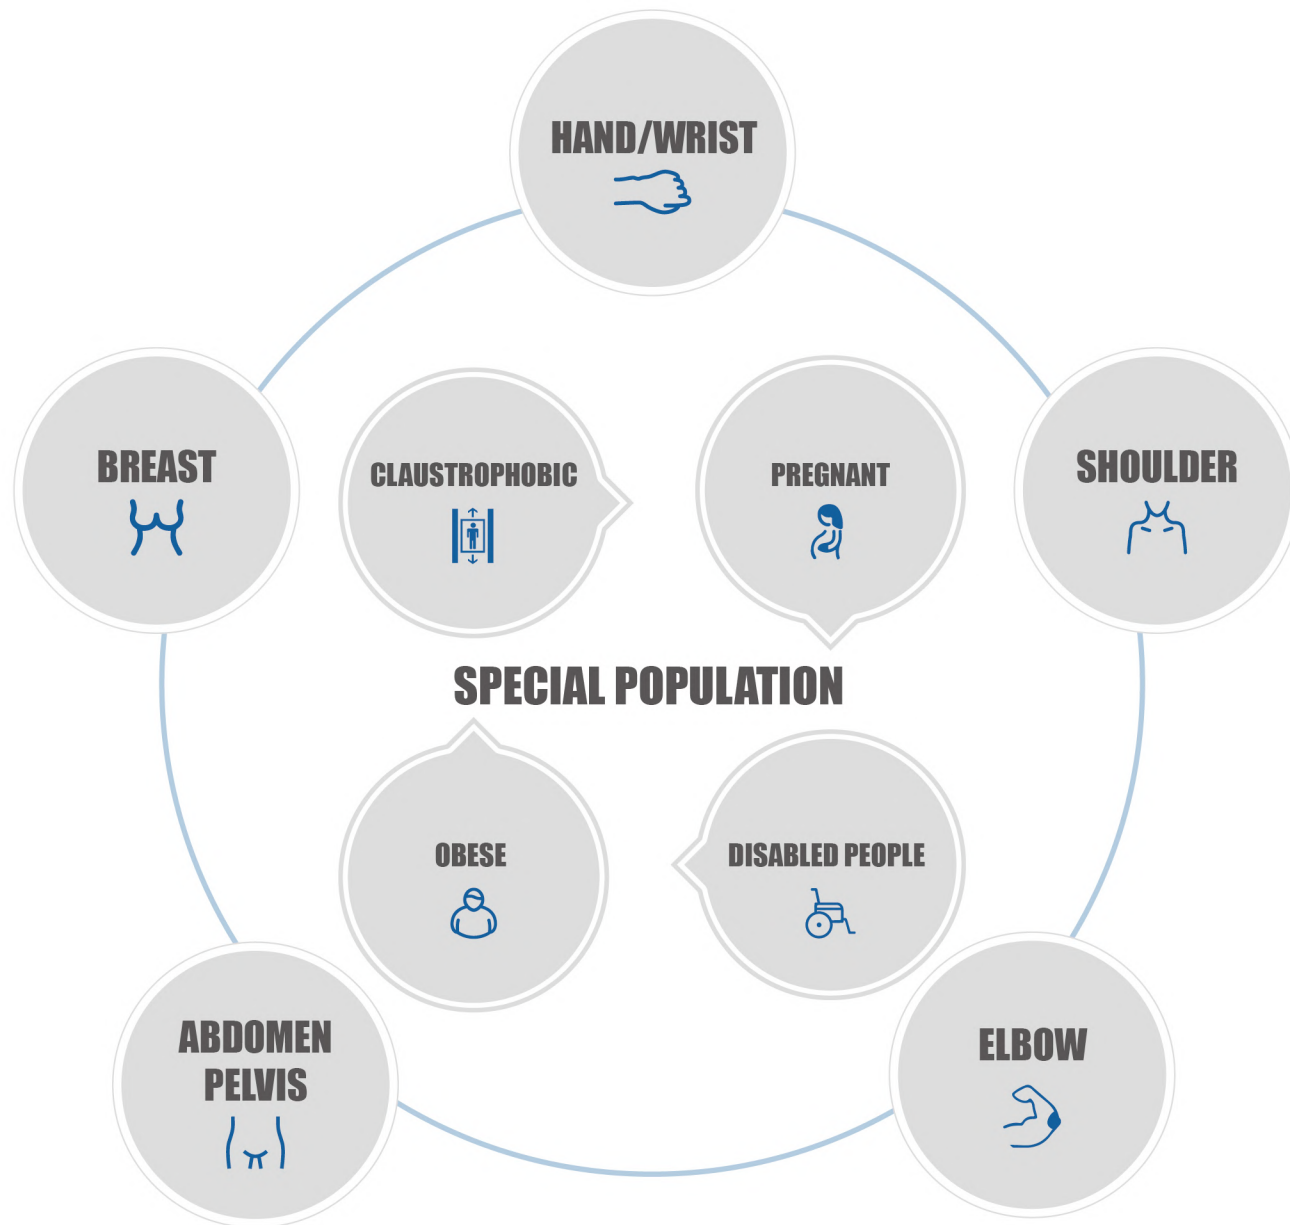 HAND/WRIST
BREAST
CLAUSTROPHOBIC
PREGNANT
SHOULDER
SPECIAL POPULATION
OBESE
DISABLED PEOPLE
ABDOMEN
PELVIS
ELBOW